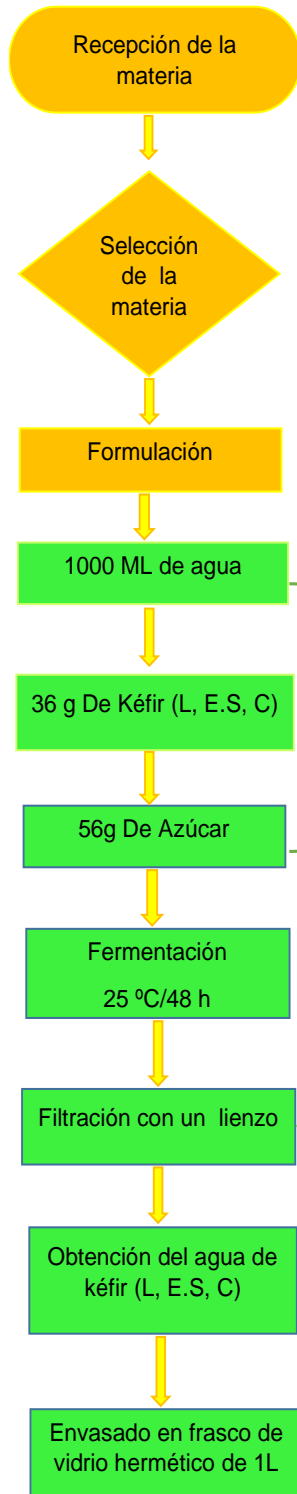 Recepción de la
materia
Selección
de la
materia
Formulación
1000 ML de agua
36 g De Kéfir (L, E.S, C)
56g De Azúcar
Fermentación
25 ºC/48 h
Filtración con un lienzo
Obtención del agua de
kéfir (L, E.S, C)
Envasado en frasco de
vidrio hermético de 1L